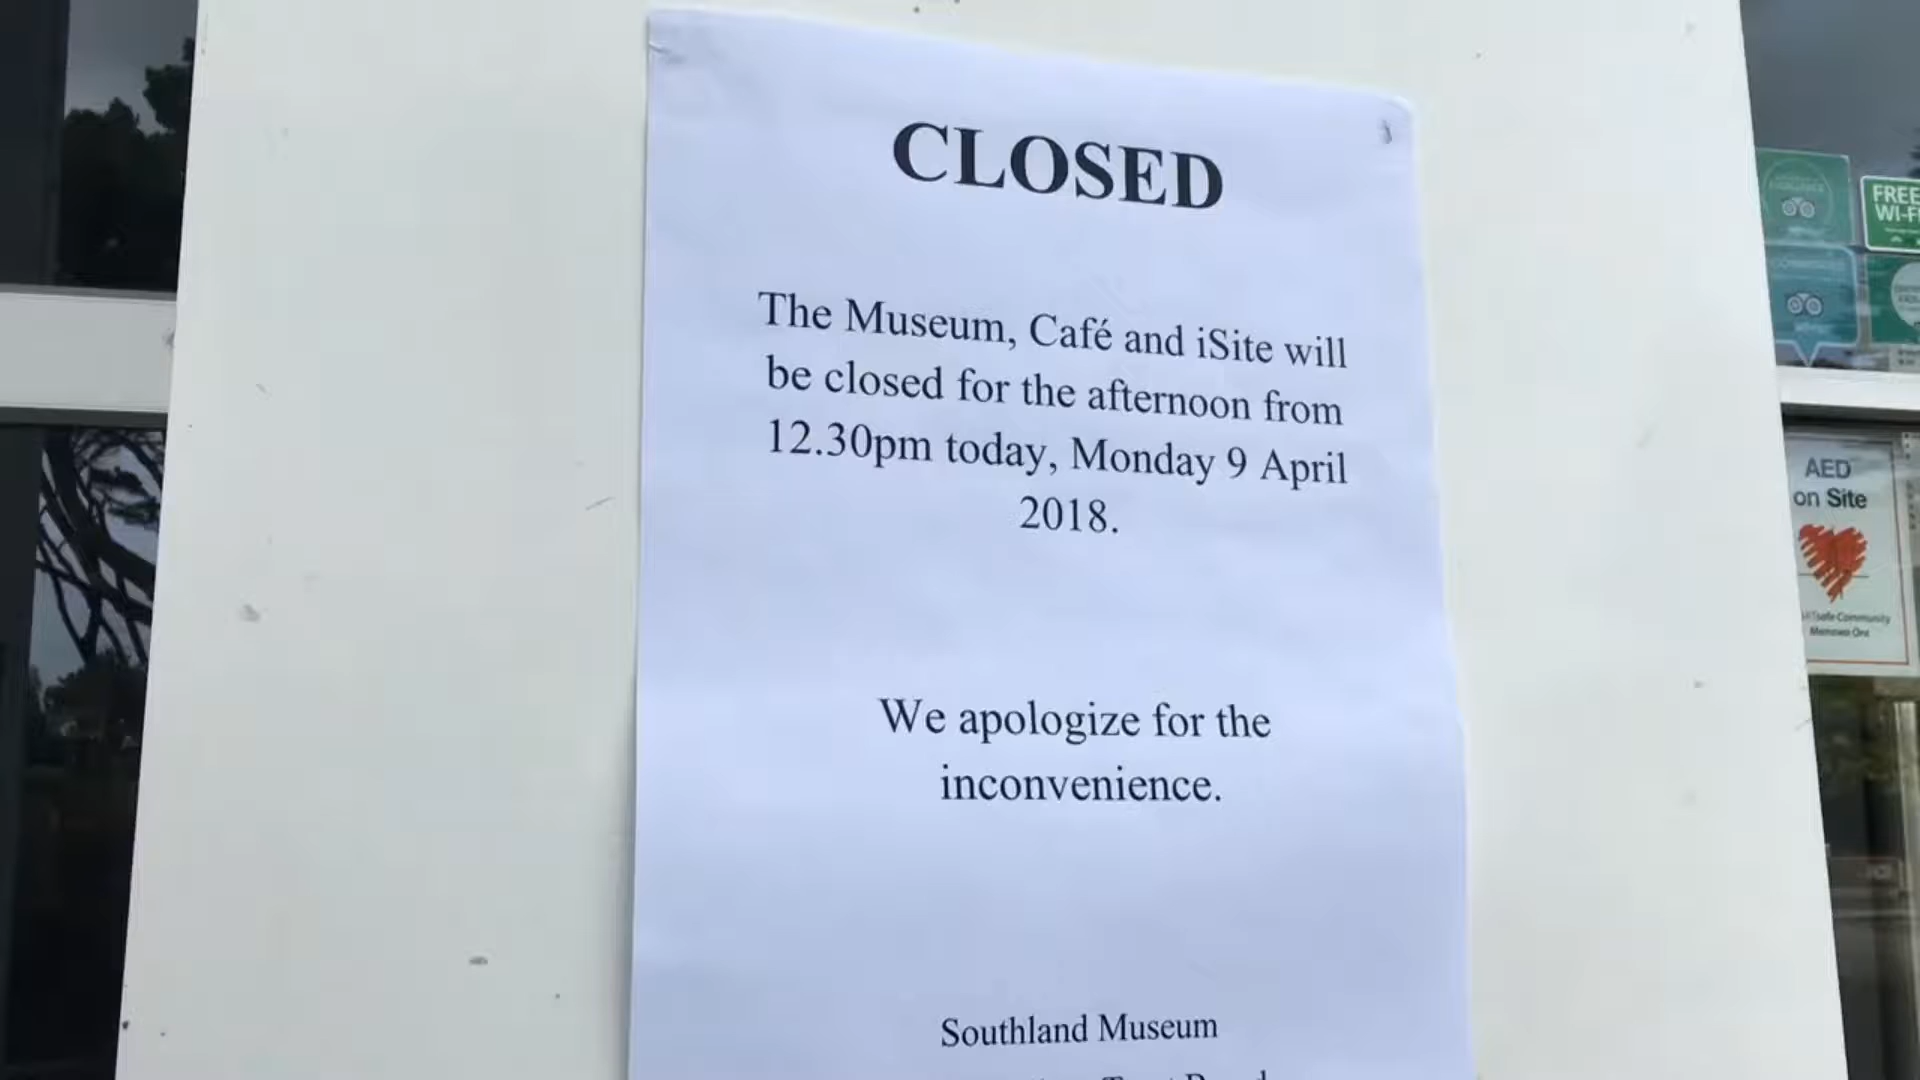 CLOSED
The Museum, Café and iSite will
be closed for the afternoon from
12.30pm today, Monday 9 April
2018.
We apologize for the
inconvenience.
Southland Museum
FREE
WI-FI
AED
on Site